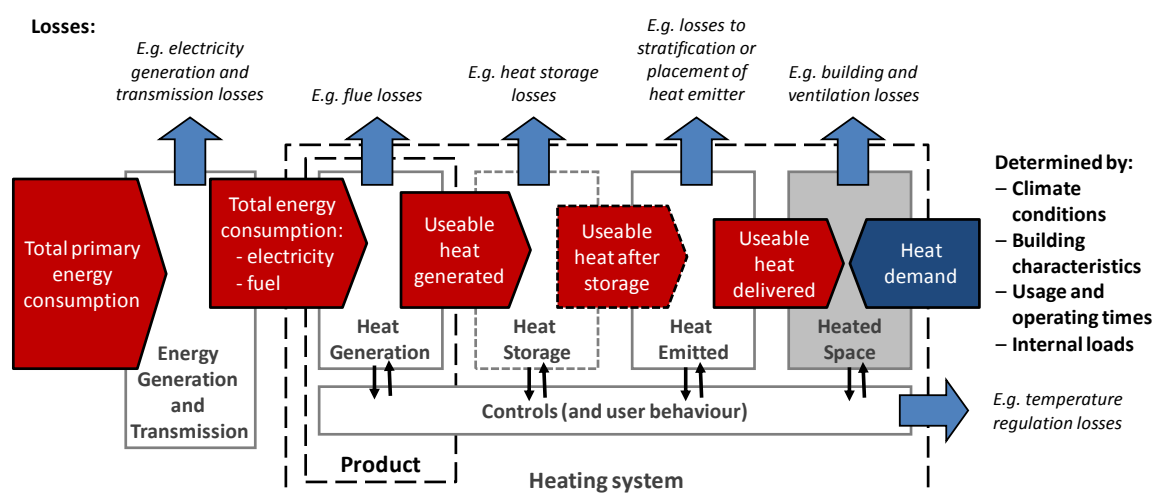 Losses:
E.g. electricity
generation and
transmission losses
E.g. flue losses
E.g. heat storage
losses
E.g. losses to
stratification or
placement of
heat emitter
E.g. building and
ventilation losses
Total primary
energy
consumption
Total energy
consumption:
- electricity
- fuel
Useable
heat
generated
Useable
heat after
storage
Useable
heat
delivered
Heat
demand
Determined by:
– Climate
conditions
– Building
characteristics
– Usage and
operating times
– Internal loads
Energy
Generation
and
Transmission
Heat
Generation
Heat
Storage
Heat
Emitted
Heated
Space
Controls (and user behaviour)
E.g. temperature
regulation losses
Product
Heating system